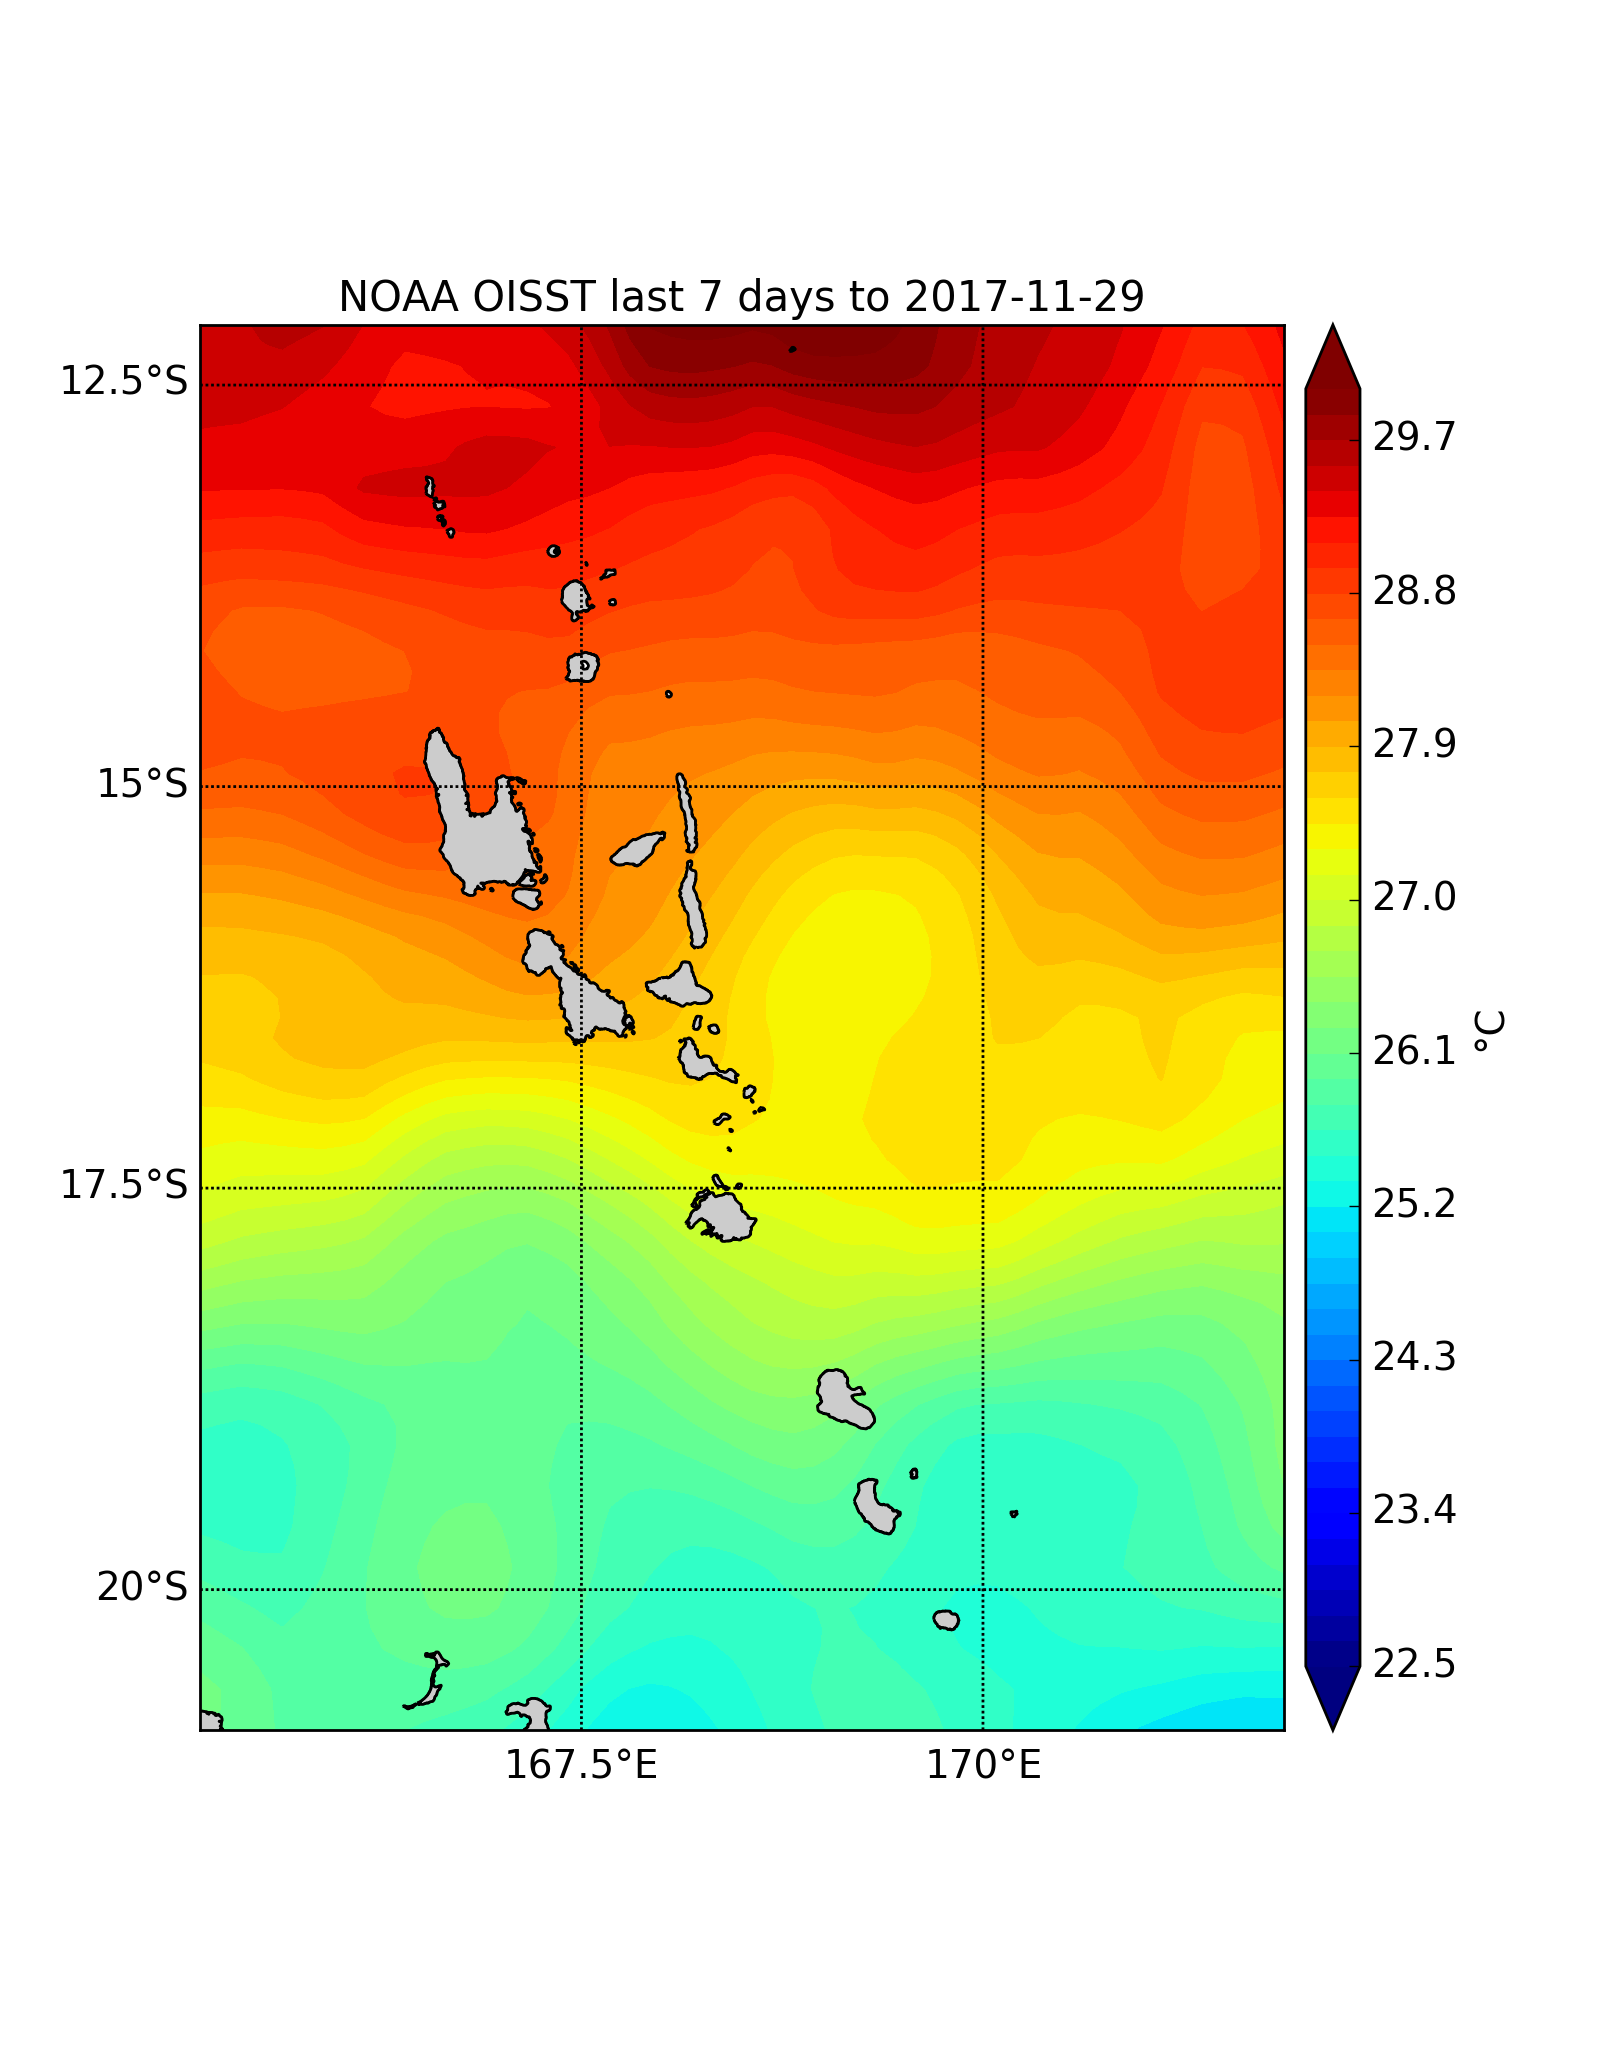 NOAA OISST last 7 days to 2017-11-29
12.5°S
15°S
17.5°S
20°S
167.5°E
170°E
29.7
28.8
27.9
27.0
26.1
25.2
24.3
23.4
22.5
°C